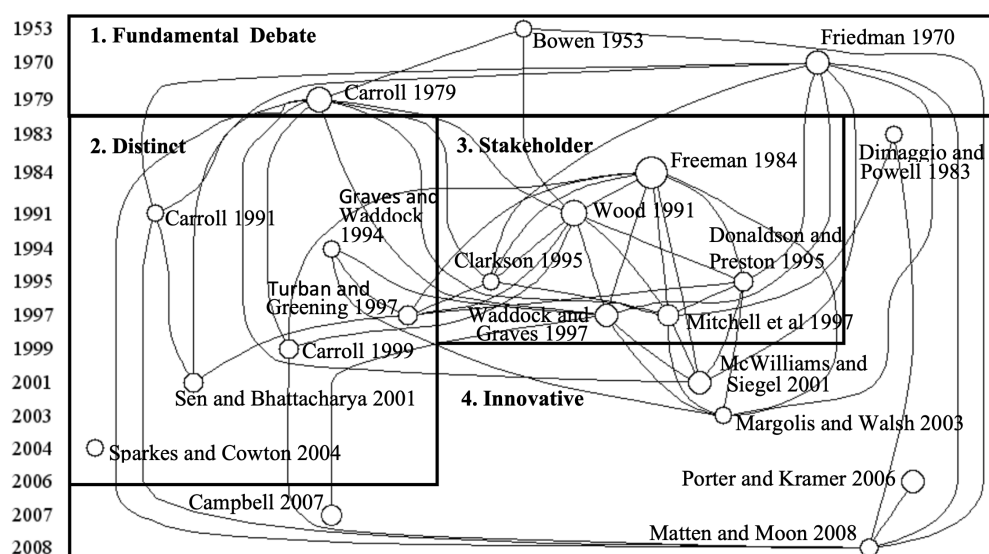 1953
1970
1979
1983
1984
1991
1994
1995
1997
1999
2001
2003
2004
2006
2007
2008
1. Fundamental Debate
Bowen 1953
Friedman 1970
Carroll 1979
2. Distinct
3. Stakeholder
Dimaggio and
Powell 1983
Freeman 1984
Graves and
Waddock
1994
Carroll 1991
Wood 1991
Donaldson and
Preston 1995
Clarkson 1995
Turban and
Greening 1997
Waddock and
Graves 1997
Mitchell et al 1997
Carroll 1999
McWilliams and
Siegel 2001
Sen and Bhattacharya 2001
4. Innovative
Margolis and Walsh 2003
Sparkes and Cowton 2004
Porter and Kramer 2006
Campbell 2007
Matten and Moon 2008